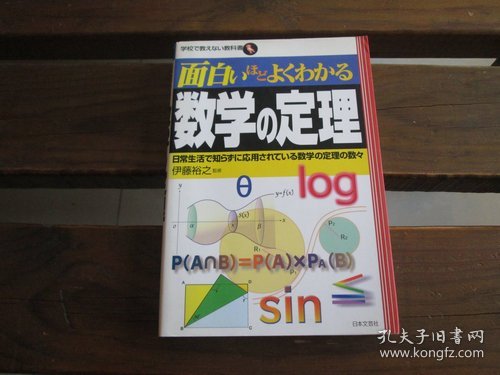 学校で教えない教科書
面白いほどよくわかる
数学の定理
日常生活で知らずに応用されている数学の定理の数々
伊藤裕之 監修
θ
log
y
y=f(x)
S(x)
α
β
x
R₁
P₂
R₂
P(A∩B)=P(A)×PA(B)
sin
≦
A
B
C
日本文芸社
孔夫子旧书网
www.kongfz.com